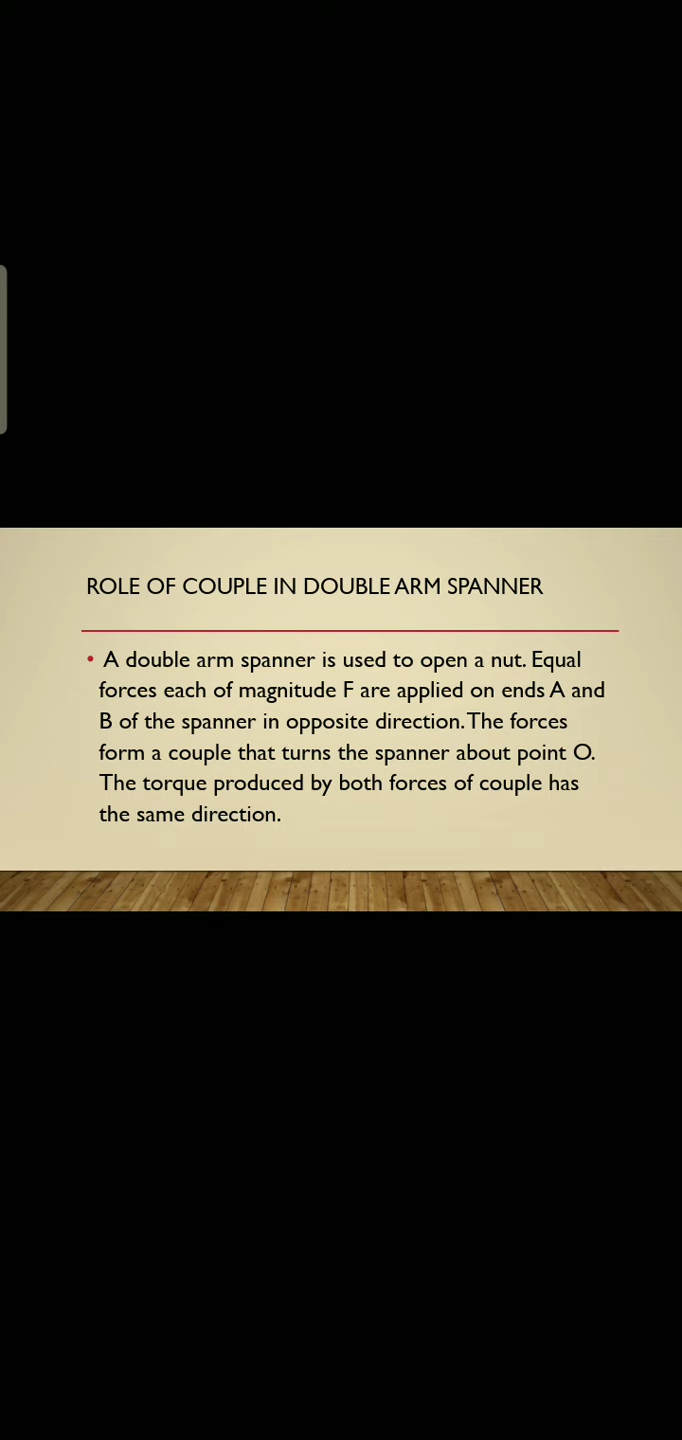 ROLE OF COUPLE IN DOUBLE ARM SPANNER
• A double arm spanner is used to open a nut. Equal
forces each of magnitude F are applied on ends A and
B of the spanner in opposite direction. The forces
form a couple that turns the spanner about point O.
The torque produced by both forces of couple has
the same direction.